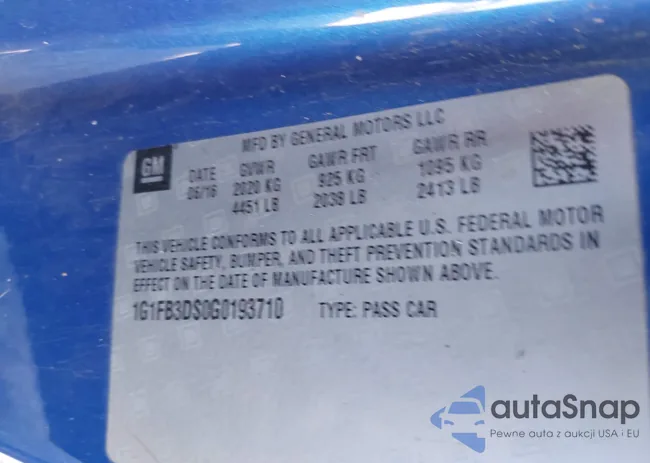 MFD BY GENERAL MOTORS LLC
GM
DATE GVWR GAWR FRT GAWR RR
05/16 2020 KG 925 KG 1095 KG
4451 LB 2039 LB 2413 LB
THIS VEHICLE CONFORMS TO ALL APPLICABLE U.S. FEDERAL MOTOR
VEHICLE SAFETY, BUMPER, AND THEFT PREVENTION STANDARDS IN
EFFECT ON THE DATE OF MANUFACTURE SHOWN ABOVE.
1G1FB3DS0G0193710 TYPE: PASS CAR
autaSnap
Pewne auta z aukcji USA i EU